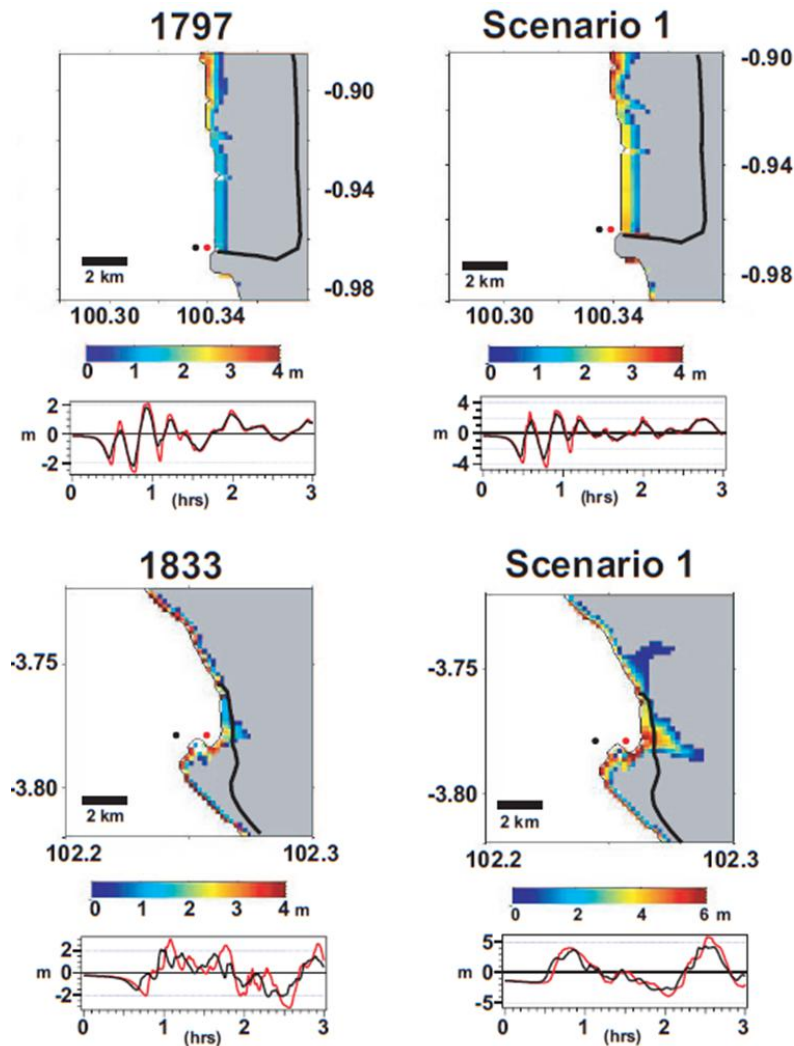 1797
Scenario 1
-0.90
-0.94
-0.98
2 km
100.30 100.34
0 1 2 3 4 m
2
0
-2
m
0 1 2 3
(hrs)
-0.90
-0.94
-0.98
2 km
100.30 100.34
0 1 2 3 4 m
4
2
0
-2
-4
m
0 1 2 3
(hrs)
1833
Scenario 1
-3.75
-3.80
2 km
102.2 102.3
0 1 2 3 4 m
2
0
-2
m
0 1 2 3
(hrs)
-3.75
-3.80
2 km
102.2 102.3
0 2 4 6 m
5
0
-5
m
0 1 2 3
(hrs)